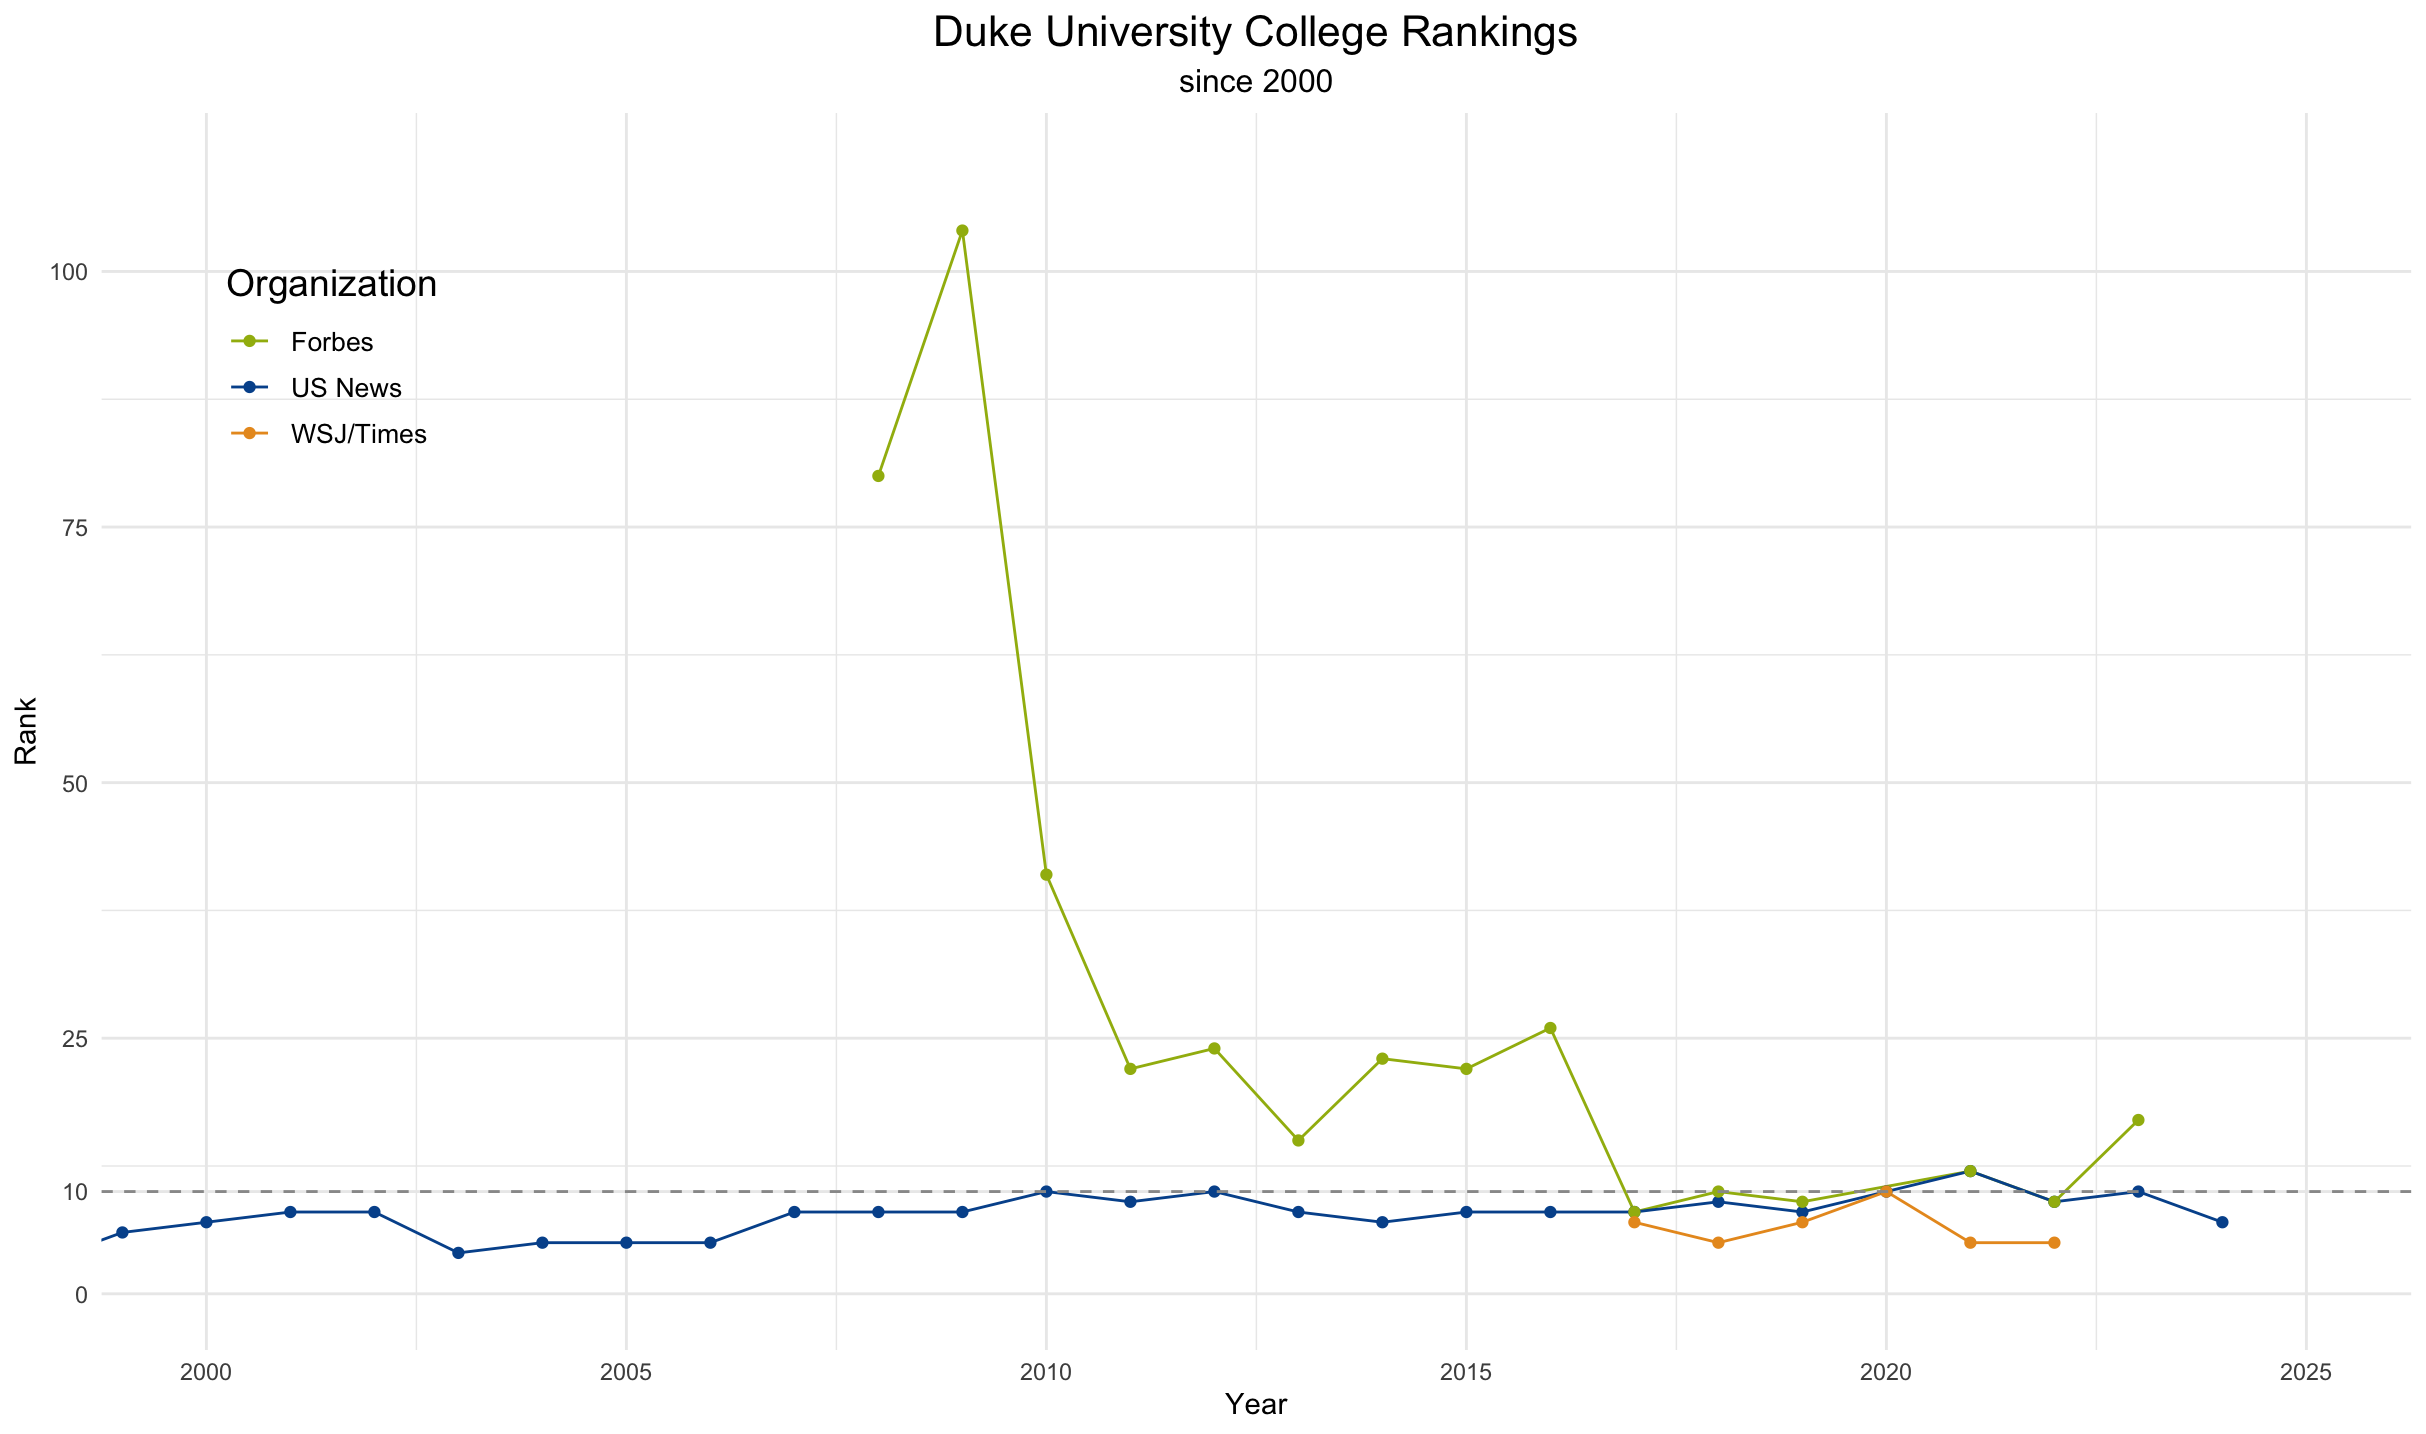 Duke University College Rankings
since 2000
Organization
Forbes
US News
WSJ/Times
Rank
100
75
50
25
10
0
2000 2005 2010 2015 2020 2025
Year